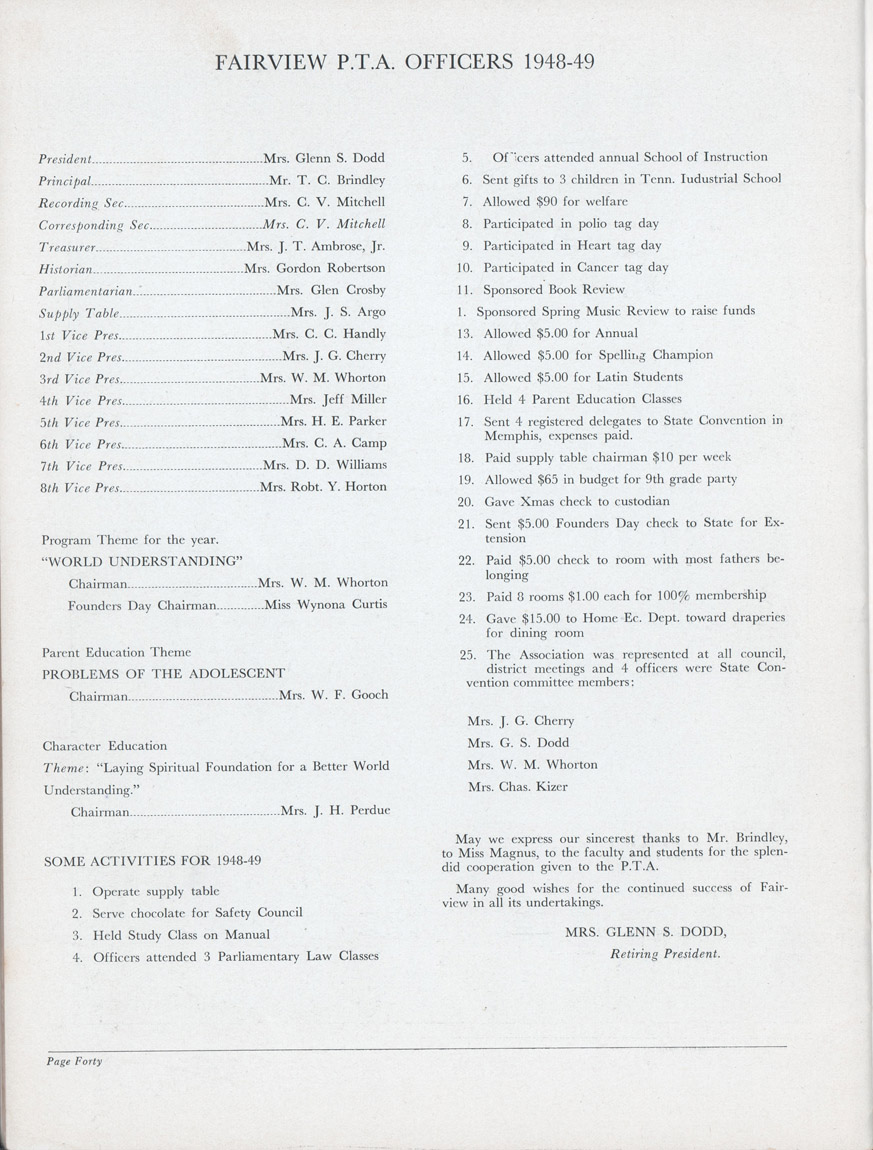 FAIRVIEW P.T.A. OFFICERS 1948-49
President Mrs. Glenn S. Dodd
Principal Mr. T. C. Brindley
Recording Sec. Mrs. C. V. Mitchell
Corresponding Sec. Mrs. C. V. Mitchell
Treasurer Mrs. J. T. Ambrose, Jr.
Historian Mrs. Gordon Robertson
Parliamentarian Mrs. Glen Crosby
Supply Table Mrs. J. S. Argo
1st Vice Pres. Mrs. C. C. Handly
2nd Vice Pres. Mrs. J. G. Cherry
3rd Vice Pres. Mrs. W. M. Whorton
4th Vice Pres. Mrs. Jeff Miller
5th Vice Pres. Mrs. H. E. Parker
6th Vice Pres. Mrs. C. A. Camp
7th Vice Pres. Mrs. D. D. Williams
8th Vice Pres. Mrs. Robt. Y. Horton
Program Theme for the year.
“WORLD UNDERSTANDING”
Chairman Mrs. W. M. Whorton
Founders Day Chairman Miss Wynona Curtis
Parent Education Theme
PROBLEMS OF THE ADOLESCENT
Chairman Mrs. W. F. Gooch
Character Education
Theme: “Laying Spiritual Foundation for a Better World
Understanding.”
Chairman Mrs. J. H. Perdue
SOME ACTIVITIES FOR 1948-49
1. Operate supply table
2. Serve chocolate for Safety Council
3. Held Study Class on Manual
4. Officers attended 3 Parliamentary Law Classes
5. Officers attended annual School of Instruction
6. Sent gifts to 3 children in Tenn. Iudustrial School
7. Allowed $90 for welfare
8. Participated in polio tag day
9. Participated in Heart tag day
10. Participated in Cancer tag day
11. Sponsored Book Review
1. Sponsored Spring Music Review to raise funds
13. Allowed $5.00 for Annual
14. Allowed $5.00 for Spelling Champion
15. Allowed $5.00 for Latin Students
16. Held 4 Parent Education Classes
17. Sent 4 registered delegates to State Convention in
Memphis, expenses paid.
18. Paid supply table chairman $10 per week
19. Allowed $65 in budget for 9th grade party
20. Gave Xmas check to custodian
21. Sent $5.00 Founders Day check to State for Ex-
tension
22. Paid $5.00 check to room with most fathers be-
longing
23. Paid 8 rooms $1.00 each for 100% membership
24. Gave $15.00 to Home Ec. Dept. toward draperies
for dining room
25. The Association was represented at all council,
district meetings and 4 officers were State Con-
vention committee members:
Mrs. J. G. Cherry
Mrs. G. S. Dodd
Mrs. W. M. Whorton
Mrs. Chas. Kizer
May we express our sincerest thanks to Mr. Brindley,
to Miss Magnus, to the faculty and students for the splen-
did cooperation given to the P.T.A.
Many good wishes for the continued success of Fair-
view in all its undertakings.
MRS. GLENN S. DODD,
Retiring President.
Page Forty